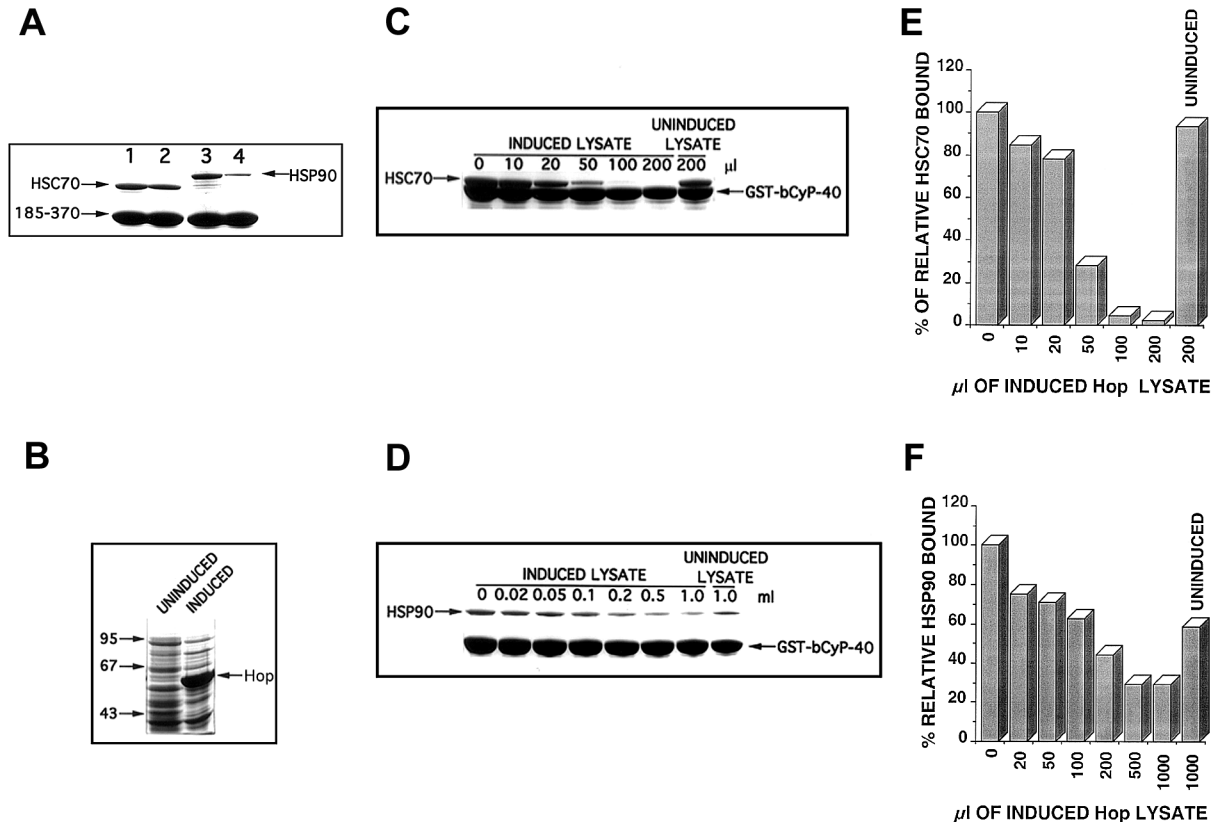 A
1 2 3 4
HSC70
HSP90
185-370
B
UNINDUCED
INDUCED
95
67
Hop
43
C
UNINDUCED
INDUCED LYSATE LYSATE
0 10 20 50 100 200 200 µl
HSC70
GST-bCyP-40
D
UNINDUCED
INDUCED LYSATE LYSATE
0 0.02 0.05 0.1 0.2 0.5 1.0 1.0 ml
HSP90
GST-bCyP-40
E
% OF RELATIVE HSC70 BOUND
120
100
80
60
40
20
0
UNINDUCED
0 10 20 50 100 200 200
µl OF INDUCED Hop LYSATE
F
% RELATIVE HSP90 BOUND
120
100
80
60
40
20
0
UNINDUCED
0 20 50 100 200 500 1000 1000
µl OF INDUCED Hop LYSATE